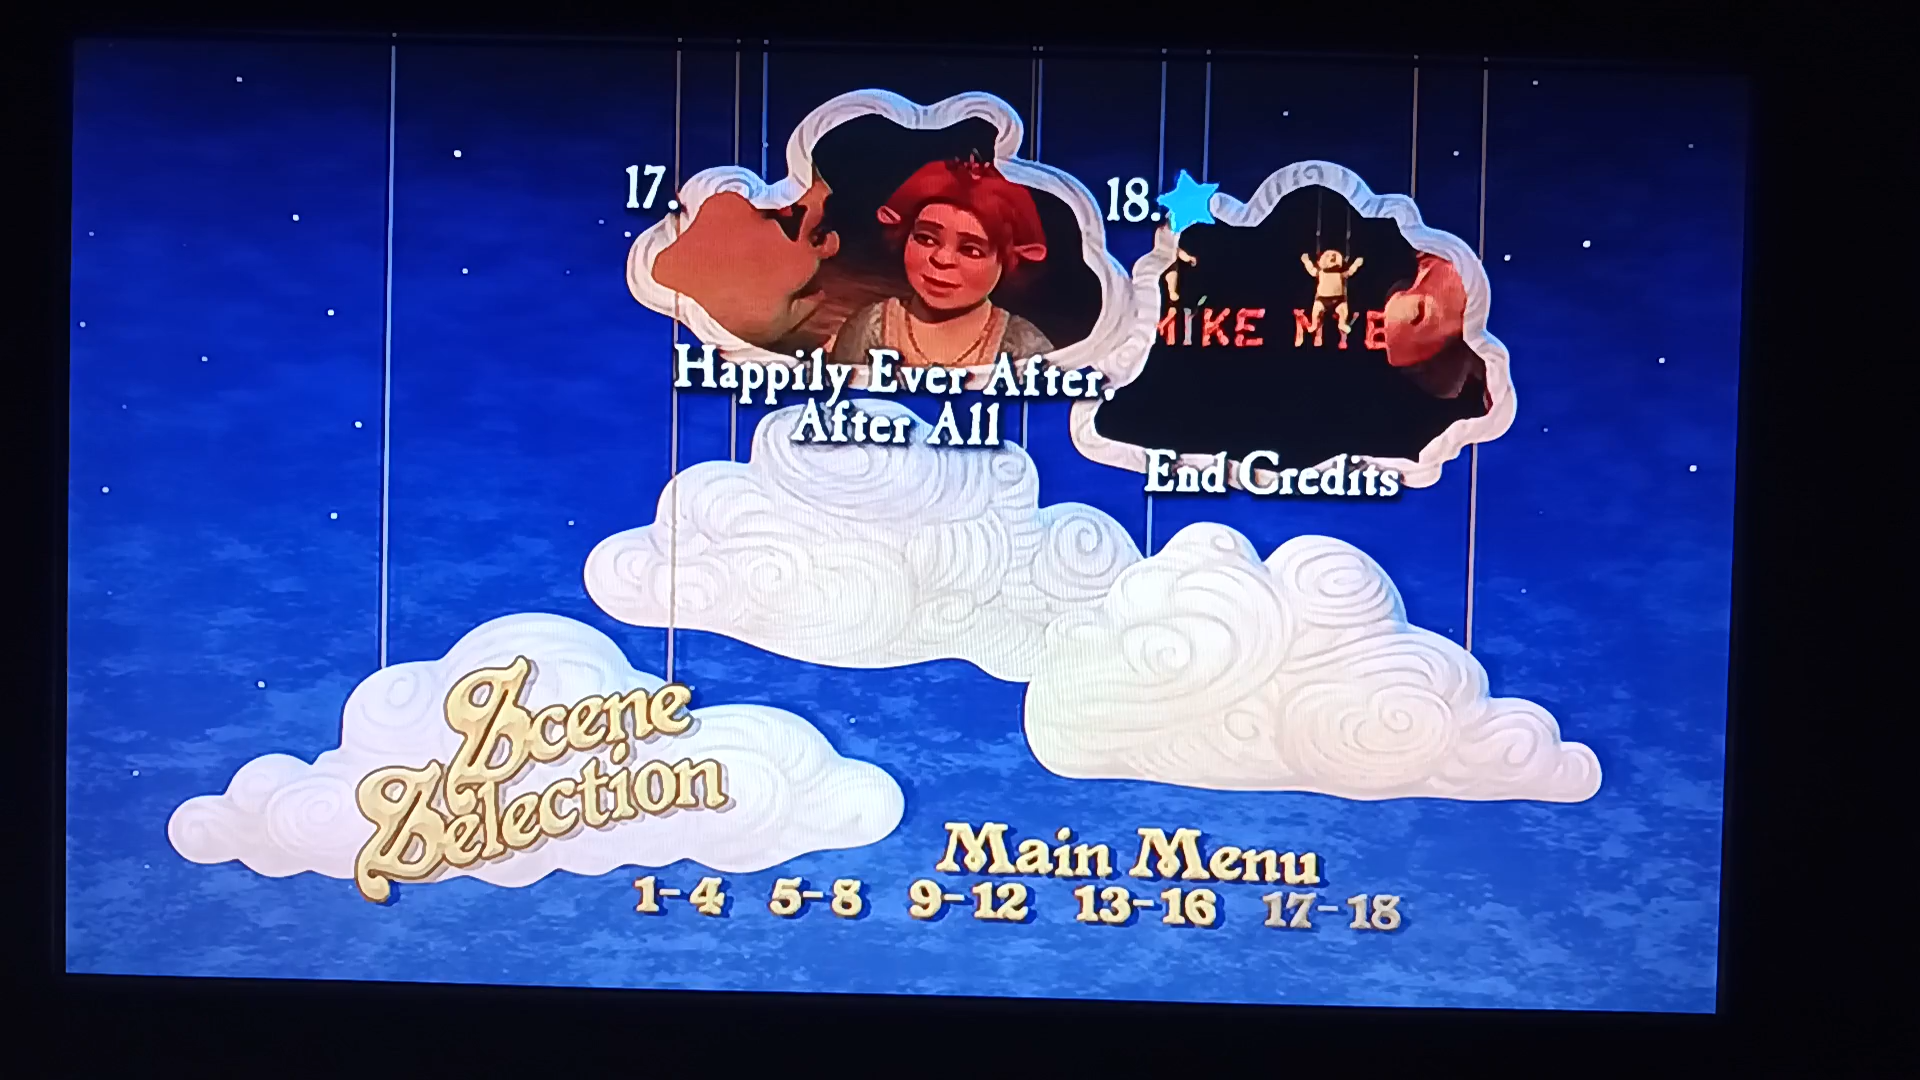 17.
Happily Ever After,
After All
18.
MIKE MYE
End Credits
Scene
Selection
Main Menu
1-4 5-8 9-12 13-16 17-18